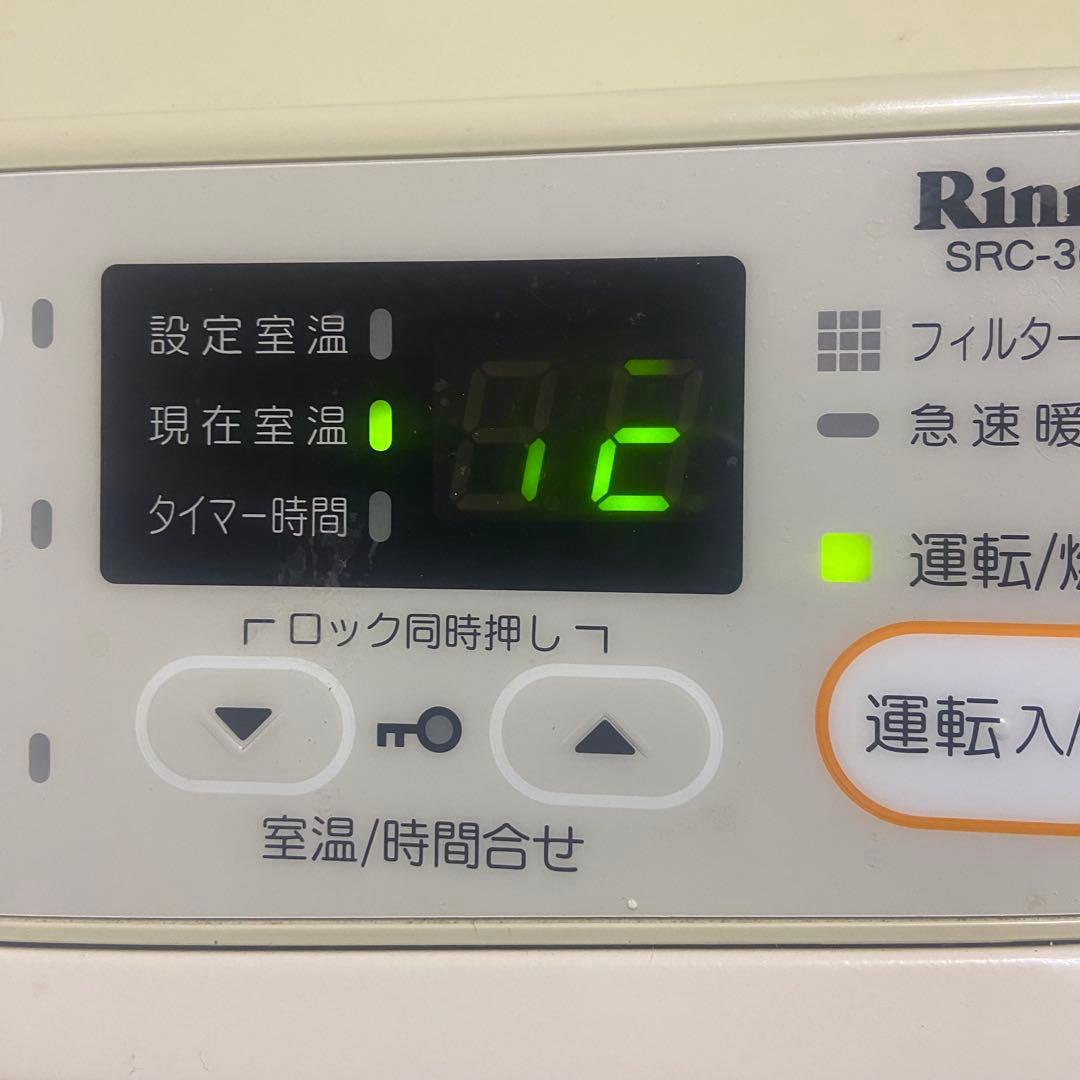 Rinn
SRC-3
設定室温
フィルター
現在室温
急速暖
タイマー時間
運転/
ロック同時押し
運転 入/
室温/時間合せ